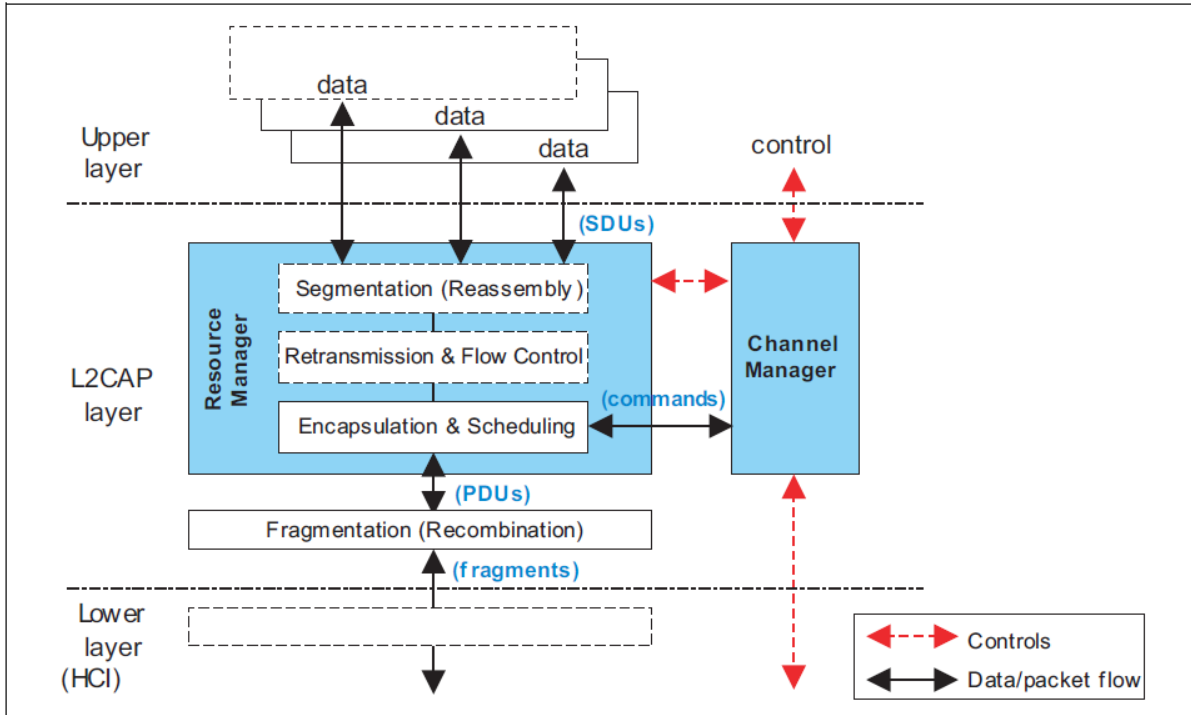 data
data
data
Upper
layer
control
(SDUs)
Segmentation (Reassembly)
Retransmission & Flow Control
Encapsulation & Scheduling
Resource
Manager
L2CAP
layer
Channel
Manager
(commands)
(PDUs)
Fragmentation (Recombination)
(fragments)
Lower
layer
(HCI)
Controls
Data/packet flow